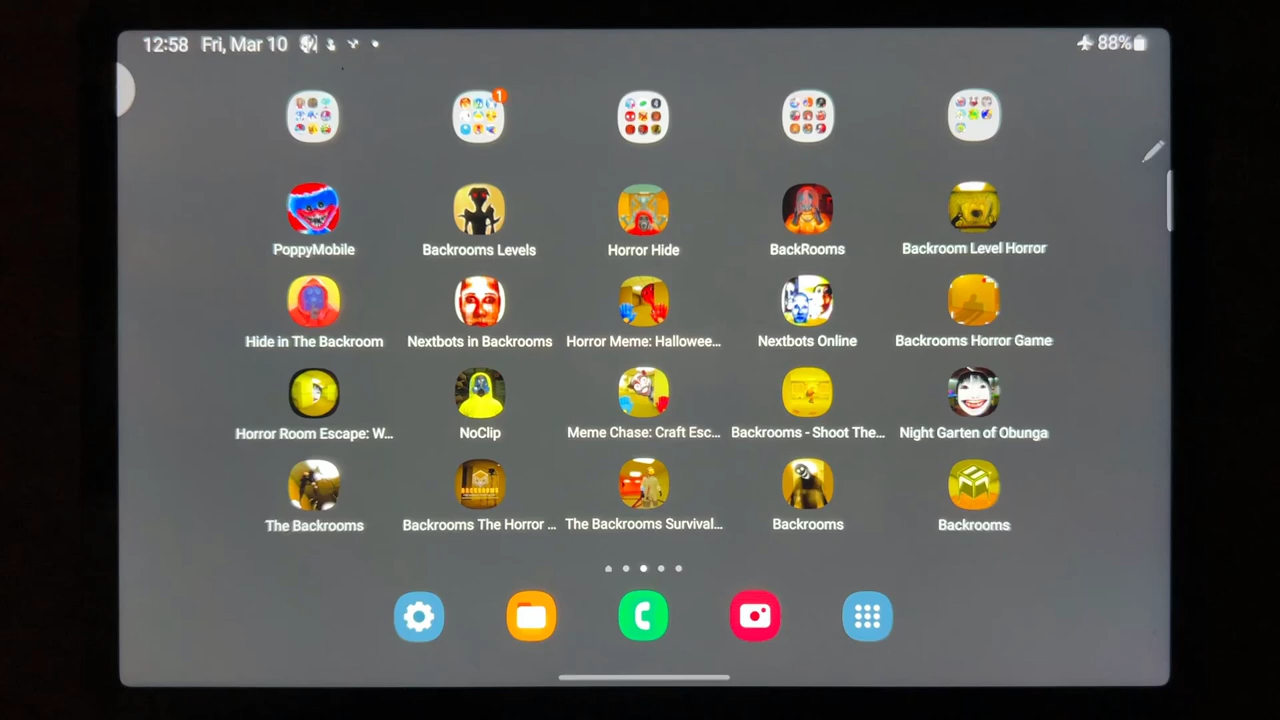 12:58 Fri, Mar 10
88%
1
PoppyMobile
Backrooms Levels
Horror Hide
BackRooms
Backroom Level Horror
Hide in The Backroom
Nextbots in Backrooms
Horror Meme: Hallowee...
Nextbots Online
Backrooms Horror Game
Horror Room Escape: W...
NoClip
Meme Chase: Craft Esc...
Backrooms - Shoot The...
Night Garten of Obunga
The Backrooms
BACKROOMS
Backrooms The Horror ...
The Backrooms Survival...
Backrooms
Backrooms